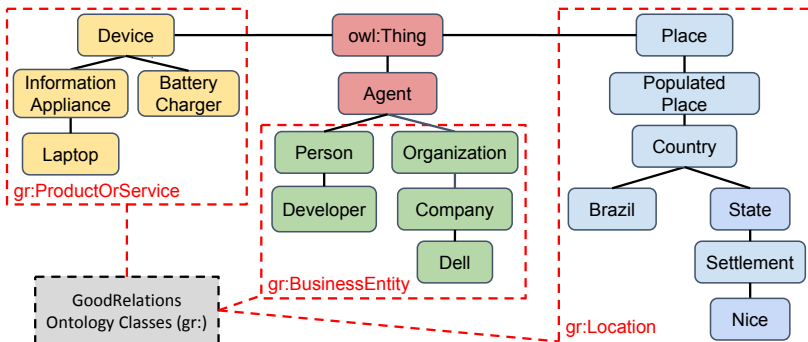 Device
owl:Thing
Place
Information
Appliance
Battery
Charger
Agent
Populated
Place
Laptop
Person
Organization
Country
gr:ProductOrService
Developer
Company
Brazil
State
Dell
Settlement
gr:BusinessEntity
GoodRelations
Ontology Classes (gr:)
gr:Location
Nice